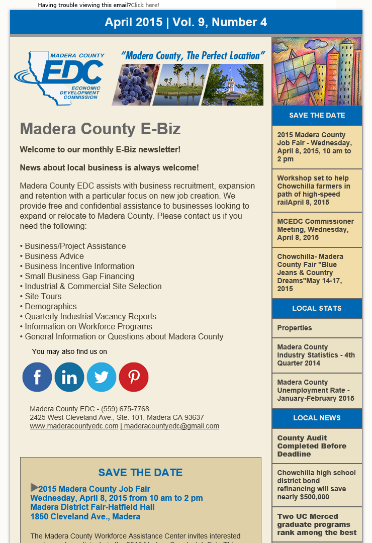 Having trouble viewing this email?Click here!
April 2015 | Vol. 9, Number 4
MADERA COUNTY
EDC
ECONOMIC
DEVELOPMENT
COMMISSION
"Madera County, The Perfect Location"
Madera County E-Biz
Welcome to our monthly E-Biz newsletter!
News about local business is always welcome!
Madera County EDC assists with business recruitment, expansion
and retention with a particular focus on new job creation. We
provide free and confidential assistance to businesses looking to
expand or relocate to Madera County. Please contact us if you
need the following:
• Business/Project Assistance
• Business Advice
• Business Incentive Information
• Small Business Gap Financing
• Industrial & Commercial Site Selection
• Site Tours
• Demographics
• Quarterly Industrial Vacancy Reports
• Information on Workforce Programs
• General Information or Questions about Madera County
You may also find us on
Madera County EDC - (559) 675-7768
2425 West Cleveland Ave., Ste. 101, Madera CA 93637
www.maderacountyedc.com | maderacountyedc@gmail.com
SAVE THE DATE
2015 Madera County Job Fair
Wednesday, April 8, 2015 from 10 am to 2 pm
Madera District Fair-Hatfield Hall
1850 Cleveland Ave., Madera
The Madera County Workforce Assistance Center invites interested
SAVE THE DATE
2015 Madera County
Job Fair - Wednesday,
April 8, 2015, 10 am to
2 pm
Workshop set to help
Chowchilla farmers in
path of high-speed
railApril 8, 2015
MCEDC Commissioner
Meeting, Wednesday,
April 8, 2015
Chowchilla- Madera
County Fair "Blue
Jeans & Country
Dreams"May 14-17,
2015
LOCAL STATS
Properties
Madera County
Industry Statistics - 4th
Quarter 2014
Madera County
Unemployment Rate -
January-February 2015
LOCAL NEWS
County Audit
Completed Before
Deadline
Chowchilla high school
district bond
refinancing will save
nearly $500,000
Two UC Merced
graduate programs
rank among the best